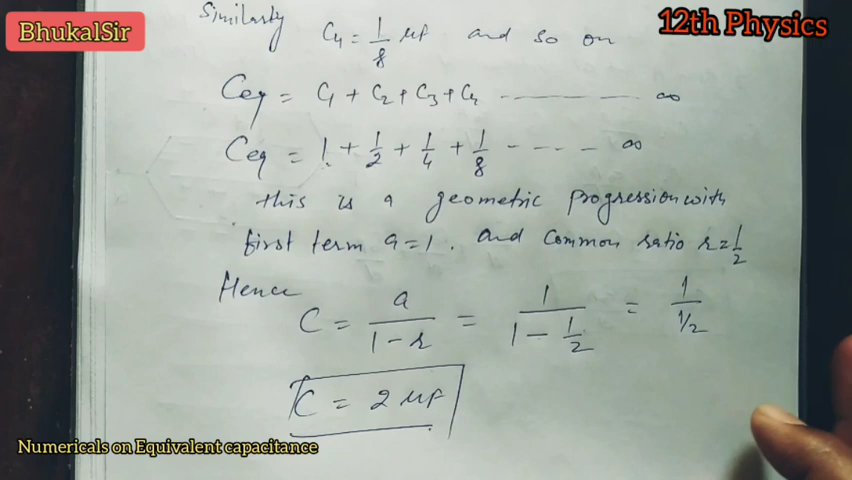 BhukalSir
12th Physics
Similarly C4 = 1/8 μF and so on
Ceq = C1 + C2 + C3 + C4 ---------- ∞
Ceq = 1 + 1/2 + 1/4 + 1/8 - - - - - ∞
this is a geometric progression with
first term a=1. and common ratio r=1/2
Hence
C = a/(1-r) = 1/(1-1/2) = 1/(1/2)
C = 2 μF
Numericals on Equivalent capacitance